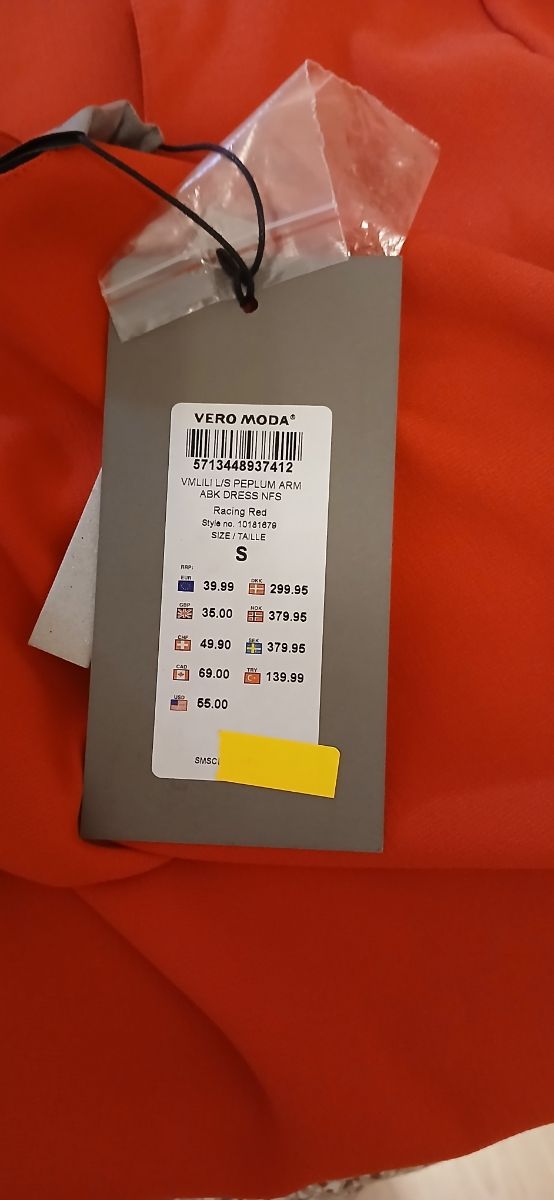 VERO MODA®
5713448937412
VMLILI L/S PEPLUM ARM
ABK DRESS NFS
Racing Red
Style no. 10181679
SIZE / TAILLE
S
RRP:
EUR 39.99 DKK 299.95
GBP 35.00 NOK 379.95
CHF 49.90 SEK 379.95
CAD 69.00 TRY 139.99
USD 55.00